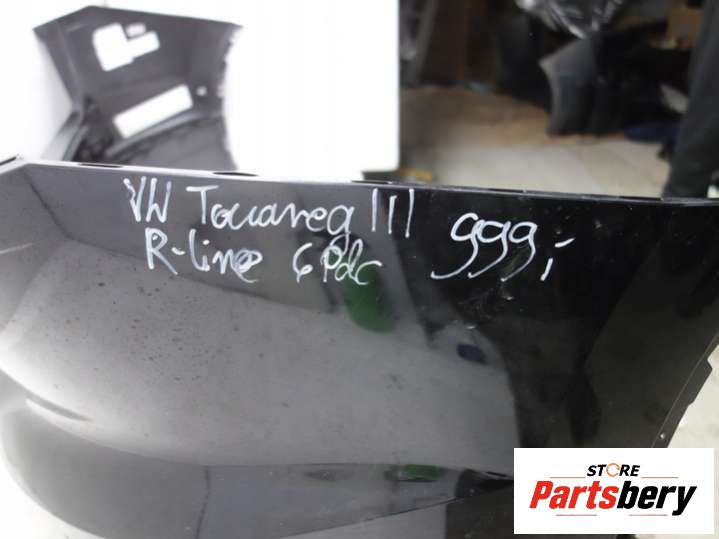 VW Touareg III 999,-
R-line 6 Pdc
STORE
Partsbery